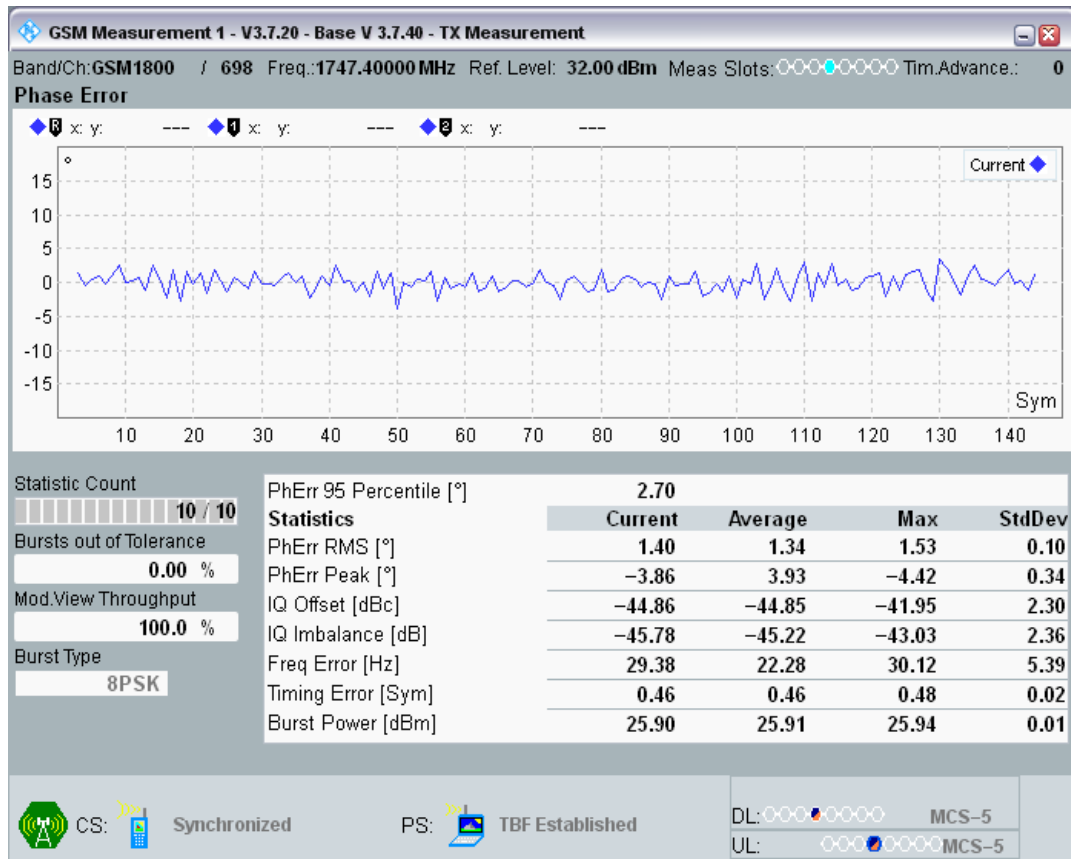 GSM Measurement 1 - V3.7.20 - Base V 3.7.40 - TX Measurement
Band/Ch:GSM1800 / 698 Freq.:1747.40000 MHz Ref. Level: 32.00 dBm Meas Slots: Tim.Advance.: 0
Phase Error
R x: y: --- 1 x: y: --- 2 x: y: ---
°
Current
15
10
5
0
-5
-10
-15
Sym
10 20 30 40 50 60 70 80 90 100 110 120 130 140
Statistic Count
10 / 10
Bursts out of Tolerance
0.00 %
Mod.View Throughput
100.0 %
Burst Type
8PSK
PhErr 95 Percentile [°] 2.70
Statistics Current Average Max StdDev
PhErr RMS [°] 1.40 1.34 1.53 0.10
PhErr Peak [°] −3.86 3.93 −4.42 0.34
IQ Offset [dBc] −44.86 −44.85 −41.95 2.30
IQ Imbalance [dB] −45.78 −45.22 −43.03 2.36
Freq Error [Hz] 29.38 22.28 30.12 5.39
Timing Error [Sym] 0.46 0.46 0.48 0.02
Burst Power [dBm] 25.90 25.91 25.94 0.01
CS: Synchronized PS: TBF Established
DL: MCS−5
UL: MCS−5